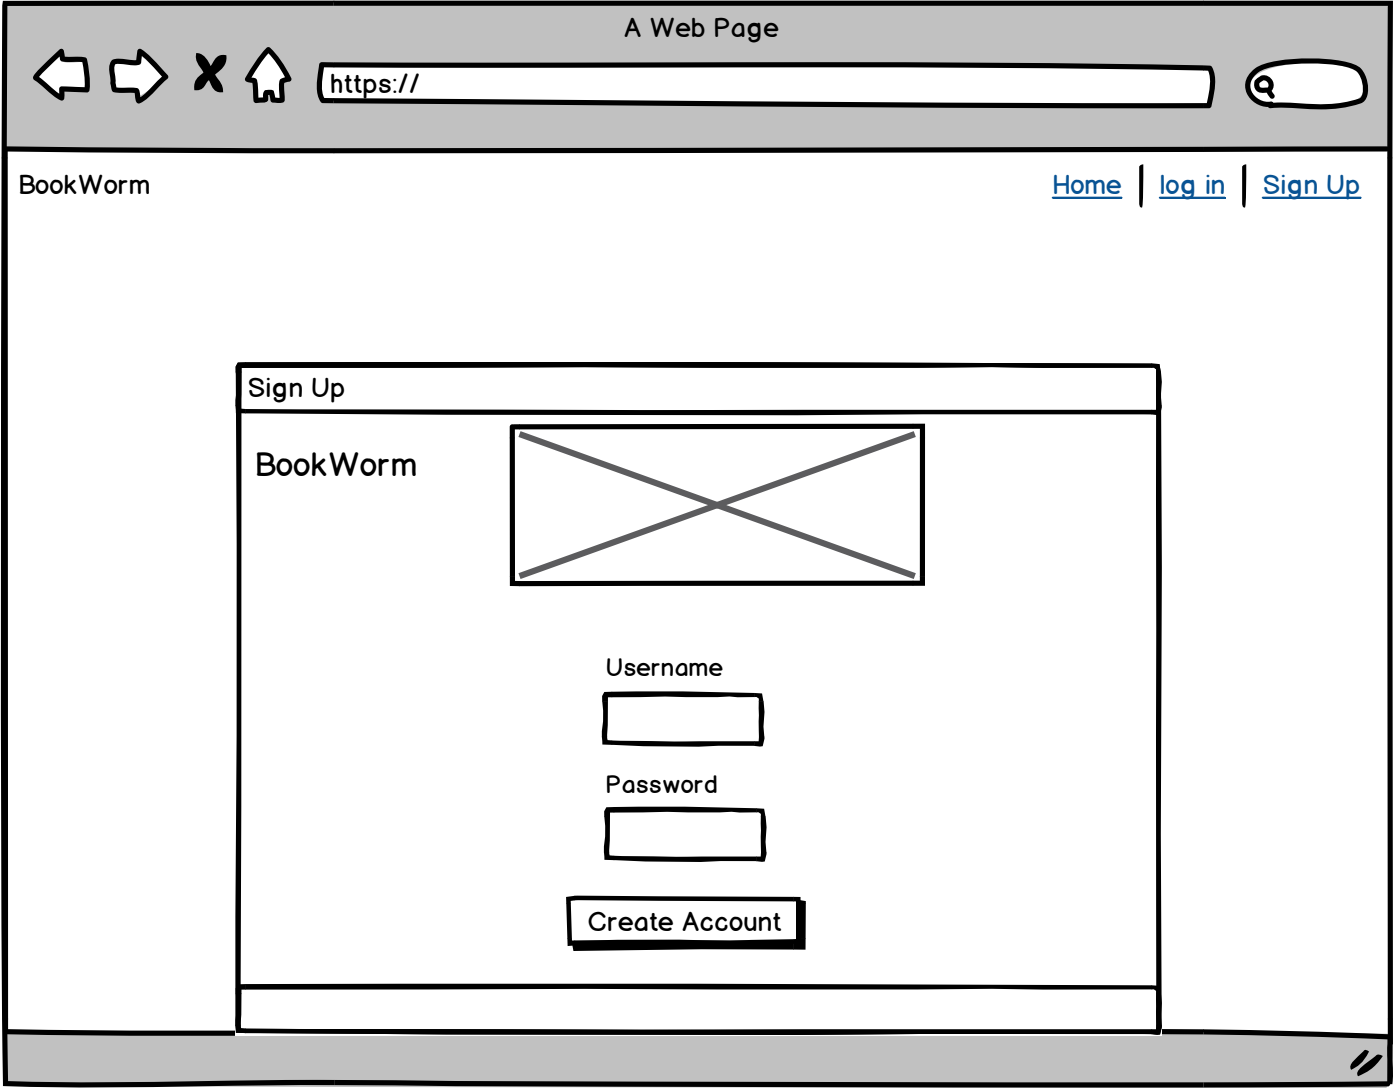 A Web Page
https://
BookWorm
Home
log in
Sign Up
Sign Up
BookWorm
Username
Password
Create Account